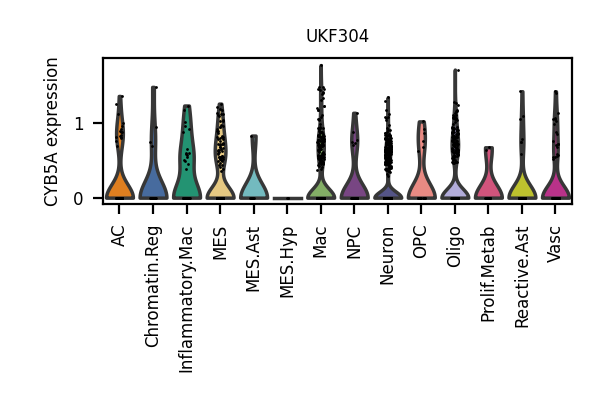 UKF304
CYB5A expression
1
0
AC
Chromatin.Reg
Inflammatory.Mac
MES
MES.Ast
MES.Hyp
Mac
NPC
Neuron
OPC
Oligo
Prolif.Metab
Reactive.Ast
Vasc